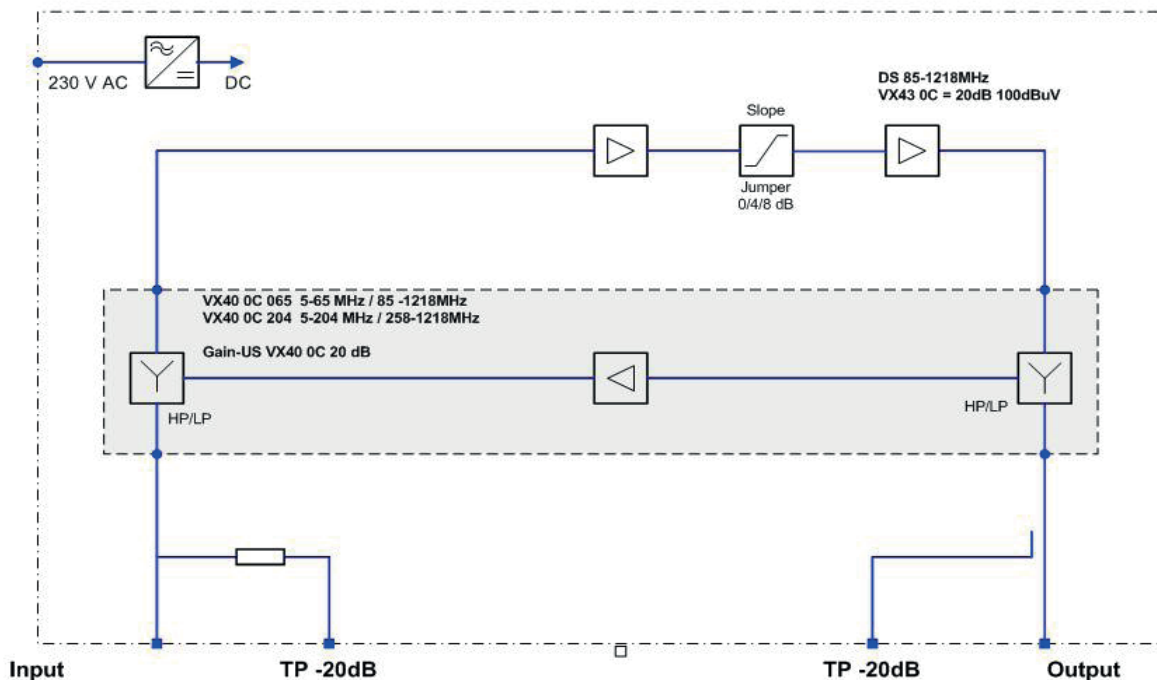 230 V AC
DC
DS 85-1218MHz
VX43 0C = 20dB 100dBuV
Slope
Jumper
0/4/8 dB
VX40 0C 065  5-65 MHz / 85 -1218MHz
VX40 0C 204  5-204 MHz / 258-1218MHz
Gain-US VX40 0C 20 dB
HP/LP
HP/LP
Input
TP -20dB
TP -20dB
Output